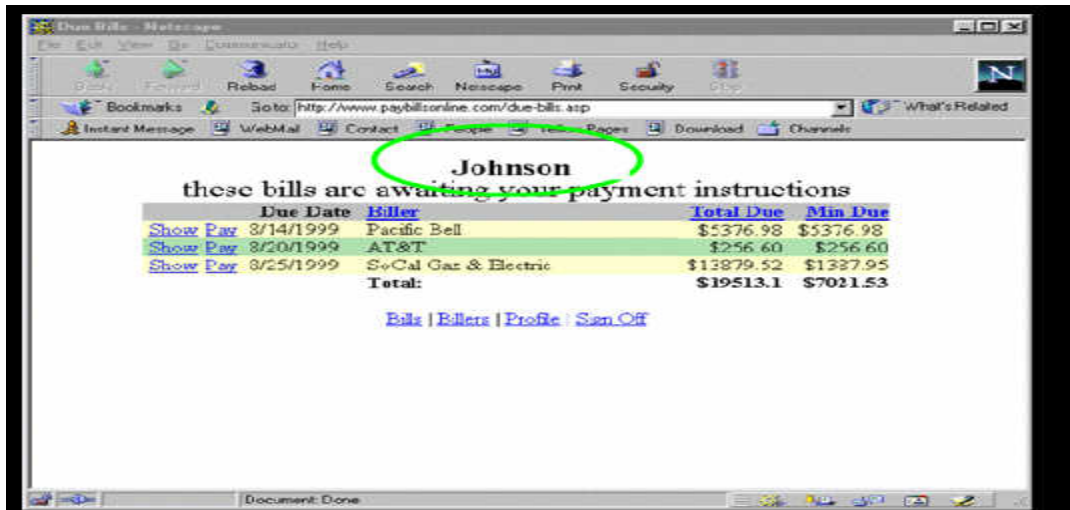 Due Bills - Netscape
File Edit View Go Communicator Help
Back Forward Reload Home Search Netscape Print Security Stop
Bookmarks Go to: http://www.paybillsonline.com/due-bills.asp What's Related
Instant Message WebMail Contact People Yellow Pages Download Channels
Johnson
these bills are awaiting your payment instructions
Due Date Biller Total Due Min Due
Show Pay 8/14/1999 Pacific Bell $5376.98 $5376.98
Show Pay 8/20/1999 AT&T $256.60 $256.60
Show Pay 8/25/1999 SoCal Gas & Electric $13879.52 $1387.95
Total: $19513.1 $7021.53
Bills | Billers | Profile | Sign Off
Document: Done